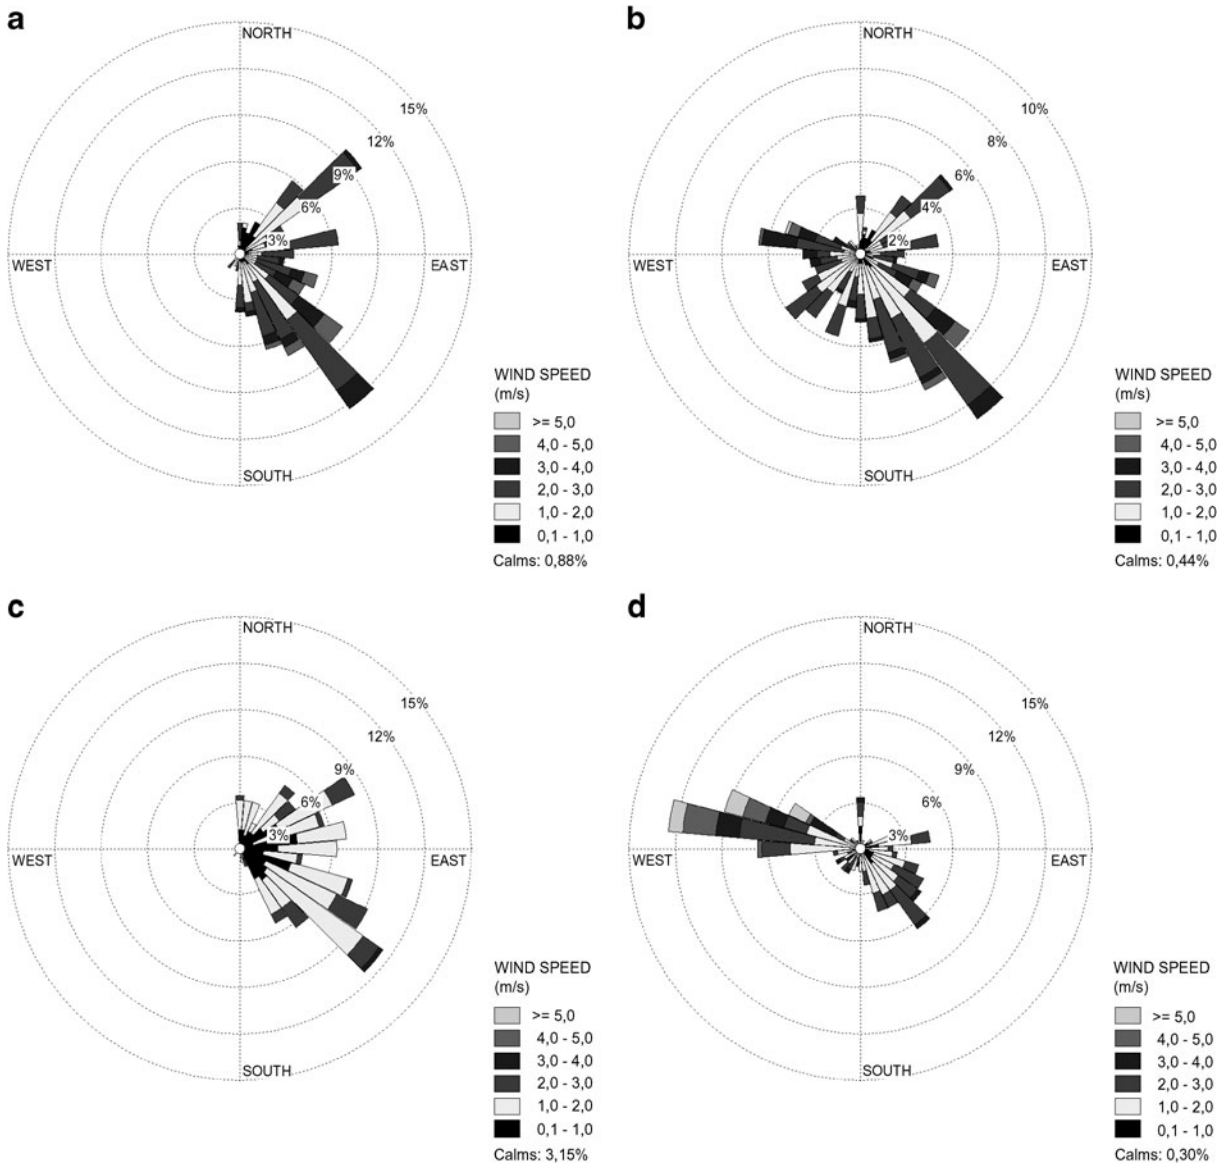 a
NORTH
15%
12%
9%
6%
3%
WEST
EAST
SOUTH
WIND SPEED
(m/s)
>= 5,0
4,0 - 5,0
3,0 - 4,0
2,0 - 3,0
1,0 - 2,0
0,1 - 1,0
Calms: 0,88%
b
NORTH
10%
8%
6%
4%
2%
WEST
EAST
SOUTH
WIND SPEED
(m/s)
>= 5,0
4,0 - 5,0
3,0 - 4,0
2,0 - 3,0
1,0 - 2,0
0,1 - 1,0
Calms: 0,44%
c
NORTH
15%
12%
9%
6%
3%
WEST
EAST
SOUTH
WIND SPEED
(m/s)
>= 5,0
4,0 - 5,0
3,0 - 4,0
2,0 - 3,0
1,0 - 2,0
0,1 - 1,0
Calms: 3,15%
d
NORTH
15%
12%
9%
6%
3%
WEST
EAST
SOUTH
WIND SPEED
(m/s)
>= 5,0
4,0 - 5,0
3,0 - 4,0
2,0 - 3,0
1,0 - 2,0
0,1 - 1,0
Calms: 0,30%